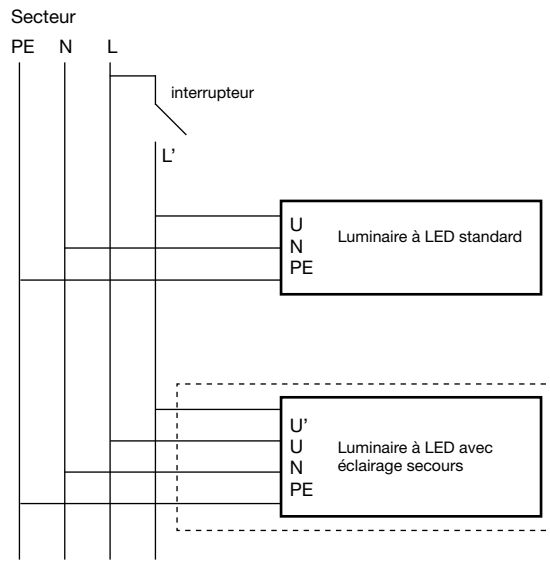 Secteur
PE N L
interrupteur
L’
U
N
PE
Luminaire à LED standard
U'
U
N
PE
Luminaire à LED avec
éclairage secours